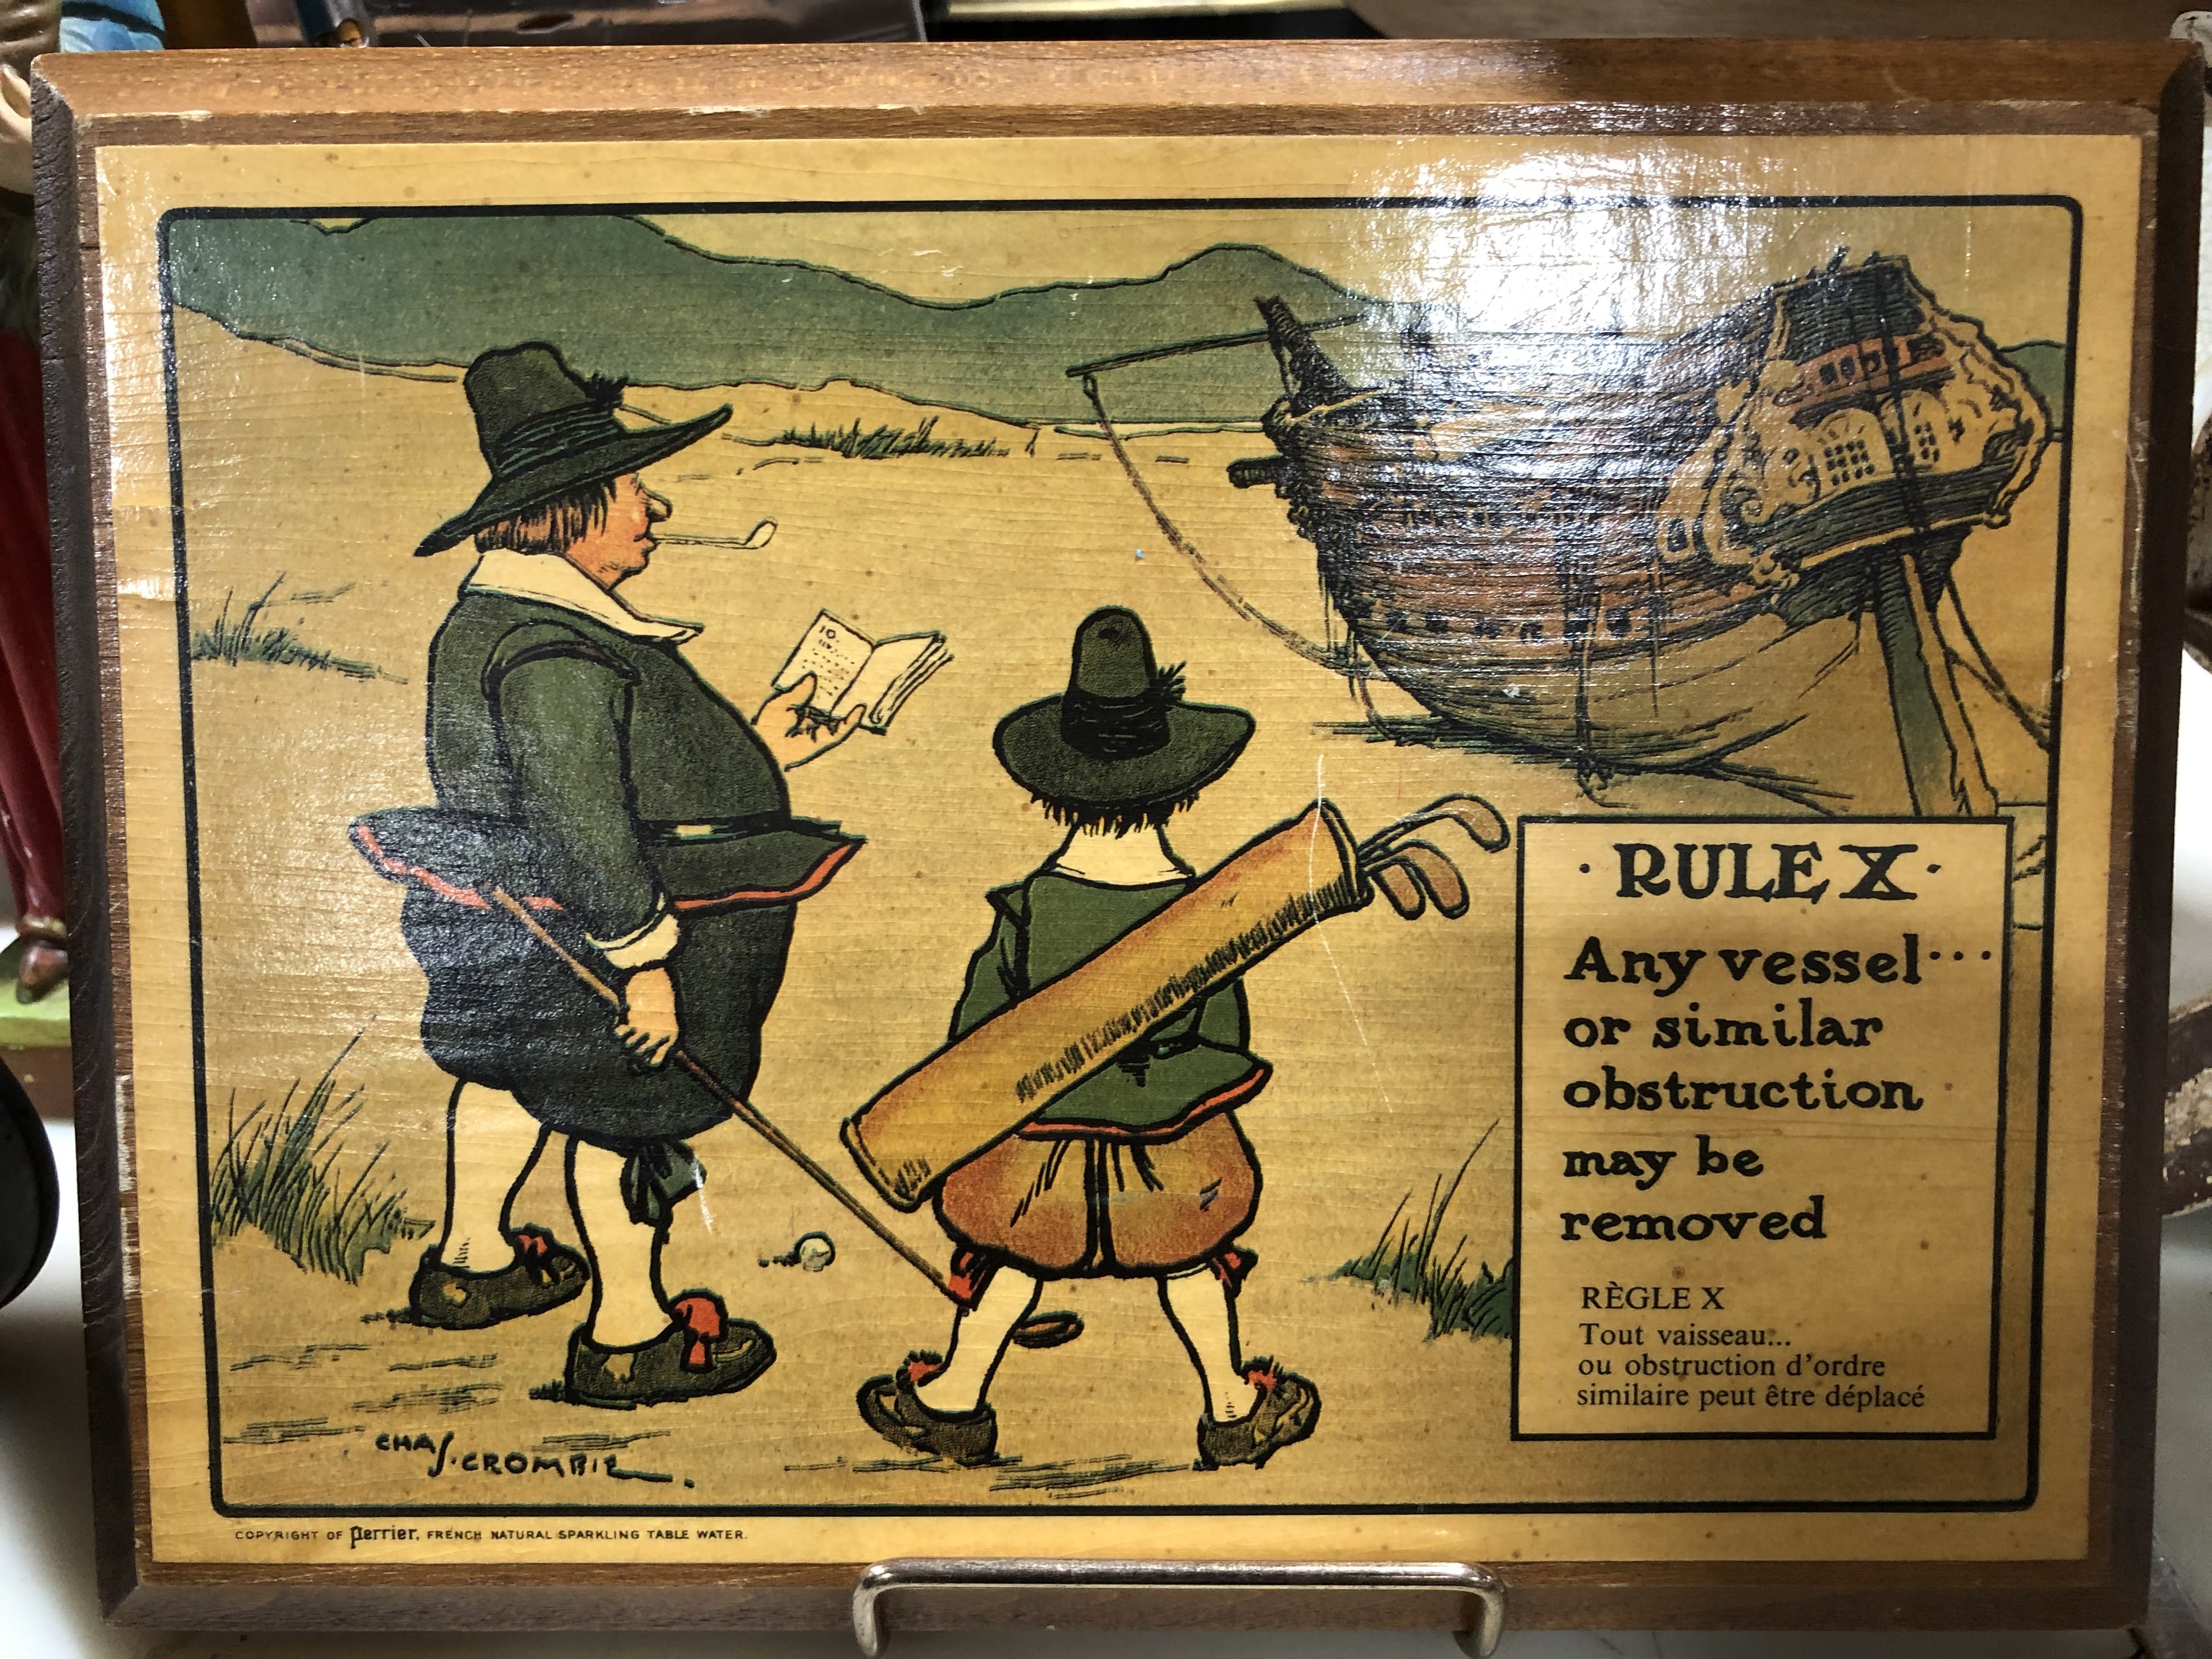 10.
· RULE X ·
Any vessel...
or similar
obstruction
may be
removed
RÈGLE X
Tout vaisseau...
ou obstruction d'ordre
similaire peut être déplacé
CHAS. CROMBIE.
COPYRIGHT OF Perrier, FRENCH NATURAL SPARKLING TABLE WATER.